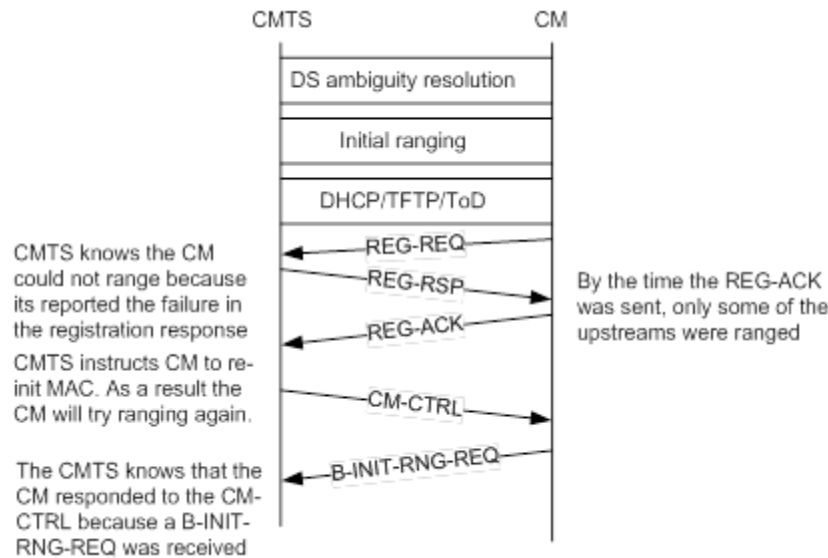 CMTS
CM
DS ambiguity resolution
Initial ranging
DHCP/TFTP/ToD
REG-REQ
CMTS knows the CM
could not range because
its reported the failure in
the registration response
REG-RSP
By the time the REG-ACK
was sent, only some of the
upstreams were ranged
REG-ACK
CMTS instructs CM to re-
init MAC. As a result the
CM will try ranging again.
CM-CTRL
B-INIT-RNG-REQ
The CMTS knows that the
CM responded to the CM-
CTRL because a B-INIT-
RNG-REQ was received